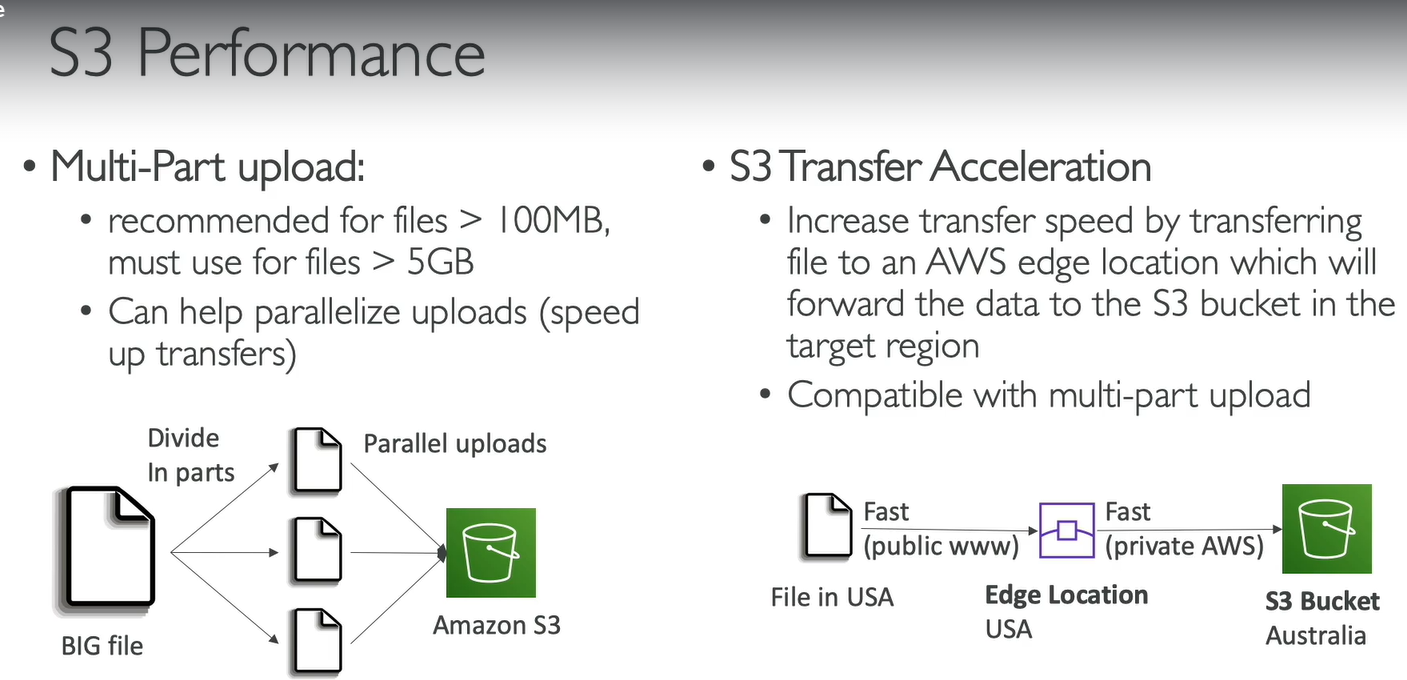 e
S3 Performance
• Multi-Part upload:
• recommended for files > 100MB,
must use for files > 5GB
• Can help parallelize uploads (speed
up transfers)
Divide
In parts
Parallel uploads
BIG file
Amazon S3
• S3 Transfer Acceleration
• Increase transfer speed by transferring
file to an AWS edge location which will
forward the data to the S3 bucket in the
target region
• Compatible with multi-part upload
Fast
(public www)
Fast
(private AWS)
File in USA
Edge Location
USA
S3 Bucket
Australia